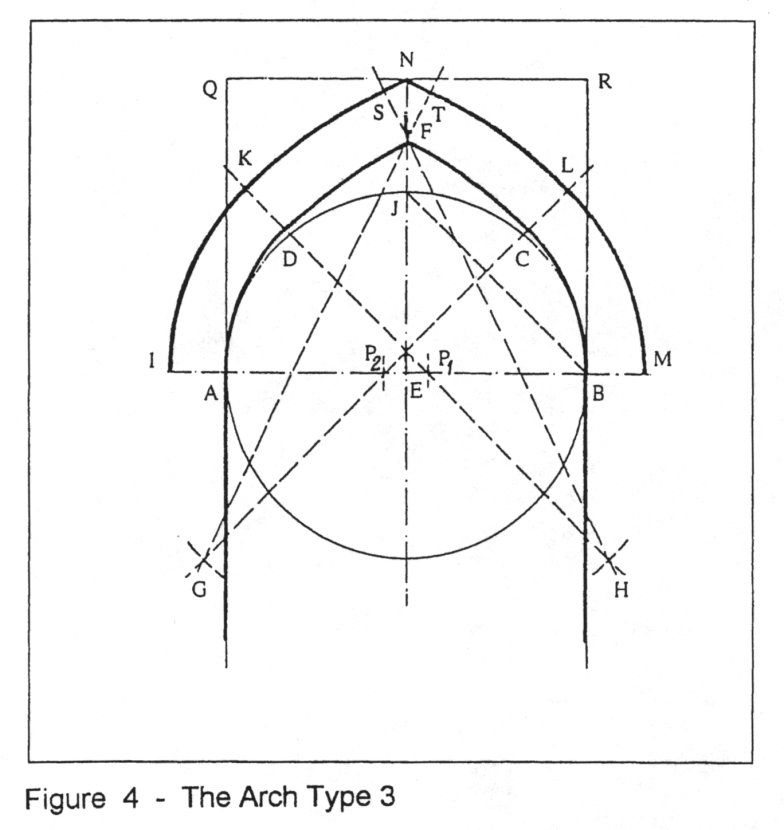 N
Q R
S T
F
K L
J
D C
I P2 P1 M
A E B
G H
Figure 4 - The Arch Type 3